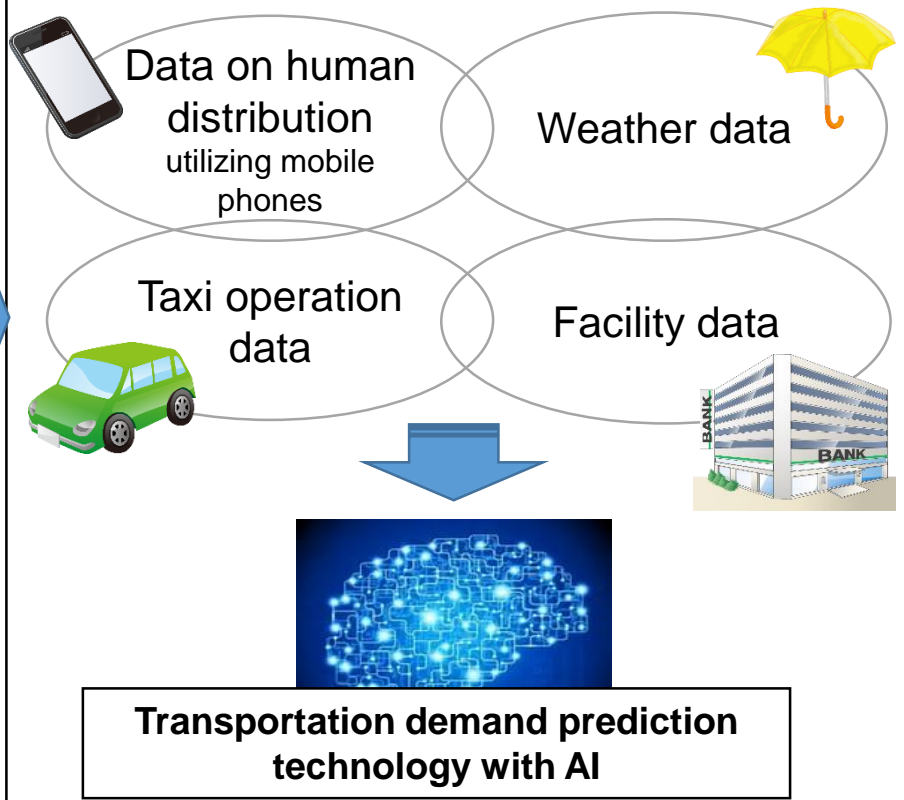 Data on human
distribution
utilizing mobile
phones
Weather data
Taxi operation
data
Facility data
BANK
BANK
Transportation demand prediction
technology with AI